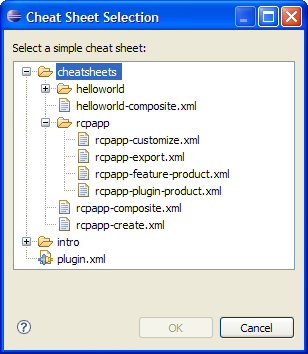 Cheat Sheet Selection
Select a simple cheat sheet:
cheatsheets
helloworld
helloworld-composite.xml
rcpapp
rcpapp-customize.xml
rcpapp-export.xml
rcpapp-feature-product.xml
rcpapp-plugin-product.xml
rcpapp-composite.xml
rcpapp-create.xml
intro
plugin.xml
? OK Cancel